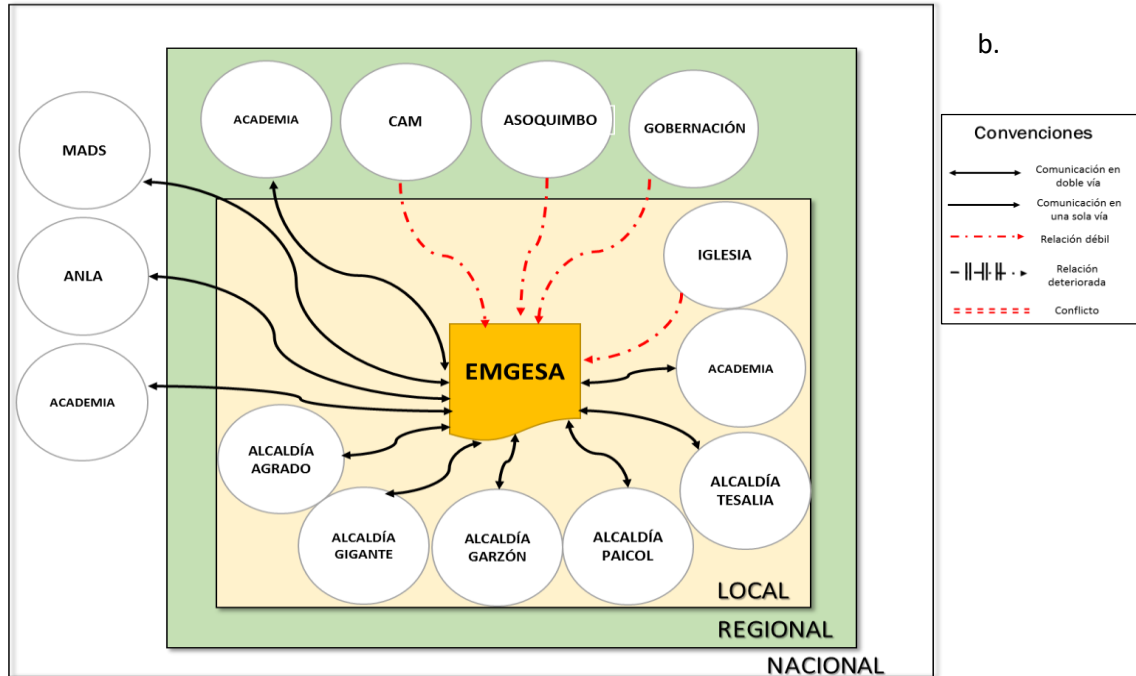 b.
MADS
ANLA
ACADEMIA
ACADEMIA
CAM
ASOQUIMBO
GOBERNACIÓN
IGLESIA
EMGESA
ACADEMIA
ALCALDÍA
AGRADO
ALCALDÍA
GIGANTE
ALCALDÍA
GARZÓN
ALCALDÍA
PAICOL
ALCALDÍA
TESALIA
LOCAL
REGIONAL
NACIONAL
Convenciones
Comunicación en
doble vía
Comunicación en
una sola vía
Relación débil
Relación
deteriorada
Conflicto